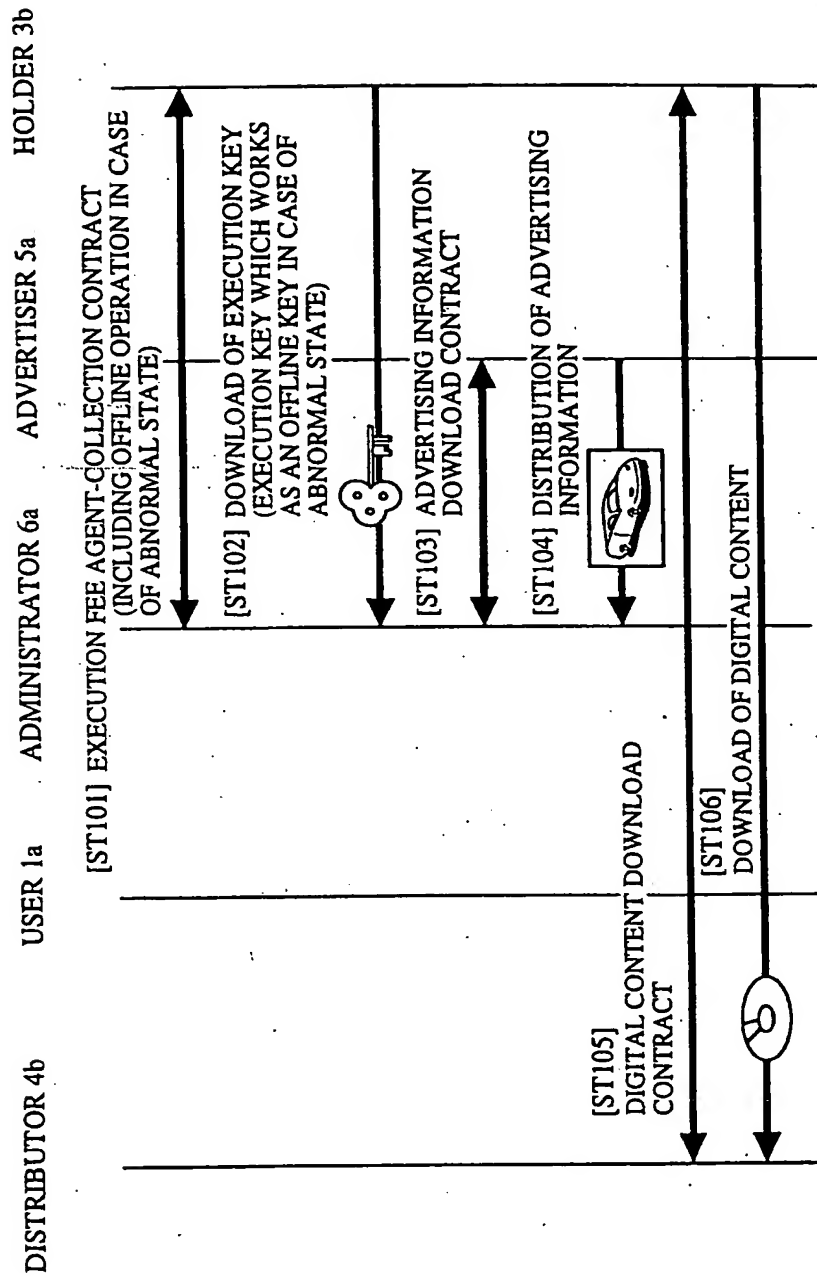 DISTRIBUTOR 4b
USER 1a
ADMINISTRATOR 6a
ADVERTISER 5a
HOLDER 3b
[ST101] EXECUTION FEE AGENT-COLLECTION CONTRACT
(INCLUDING OFFLINE OPERATION IN CASE
OF ABNORMAL STATE)
[ST102] DOWNLOAD OF EXECUTION KEY
(EXECUTION KEY WHICH WORKS
AS AN OFFLINE KEY IN CASE OF
ABNORMAL STATE)
[ST103] ADVERTISING INFORMATION
DOWNLOAD CONTRACT
[ST104] DISTRIBUTION OF ADVERTISING
INFORMATION
[ST105]
DIGITAL CONTENT DOWNLOAD
CONTRACT
[ST106]
DOWNLOAD OF DIGITAL CONTENT